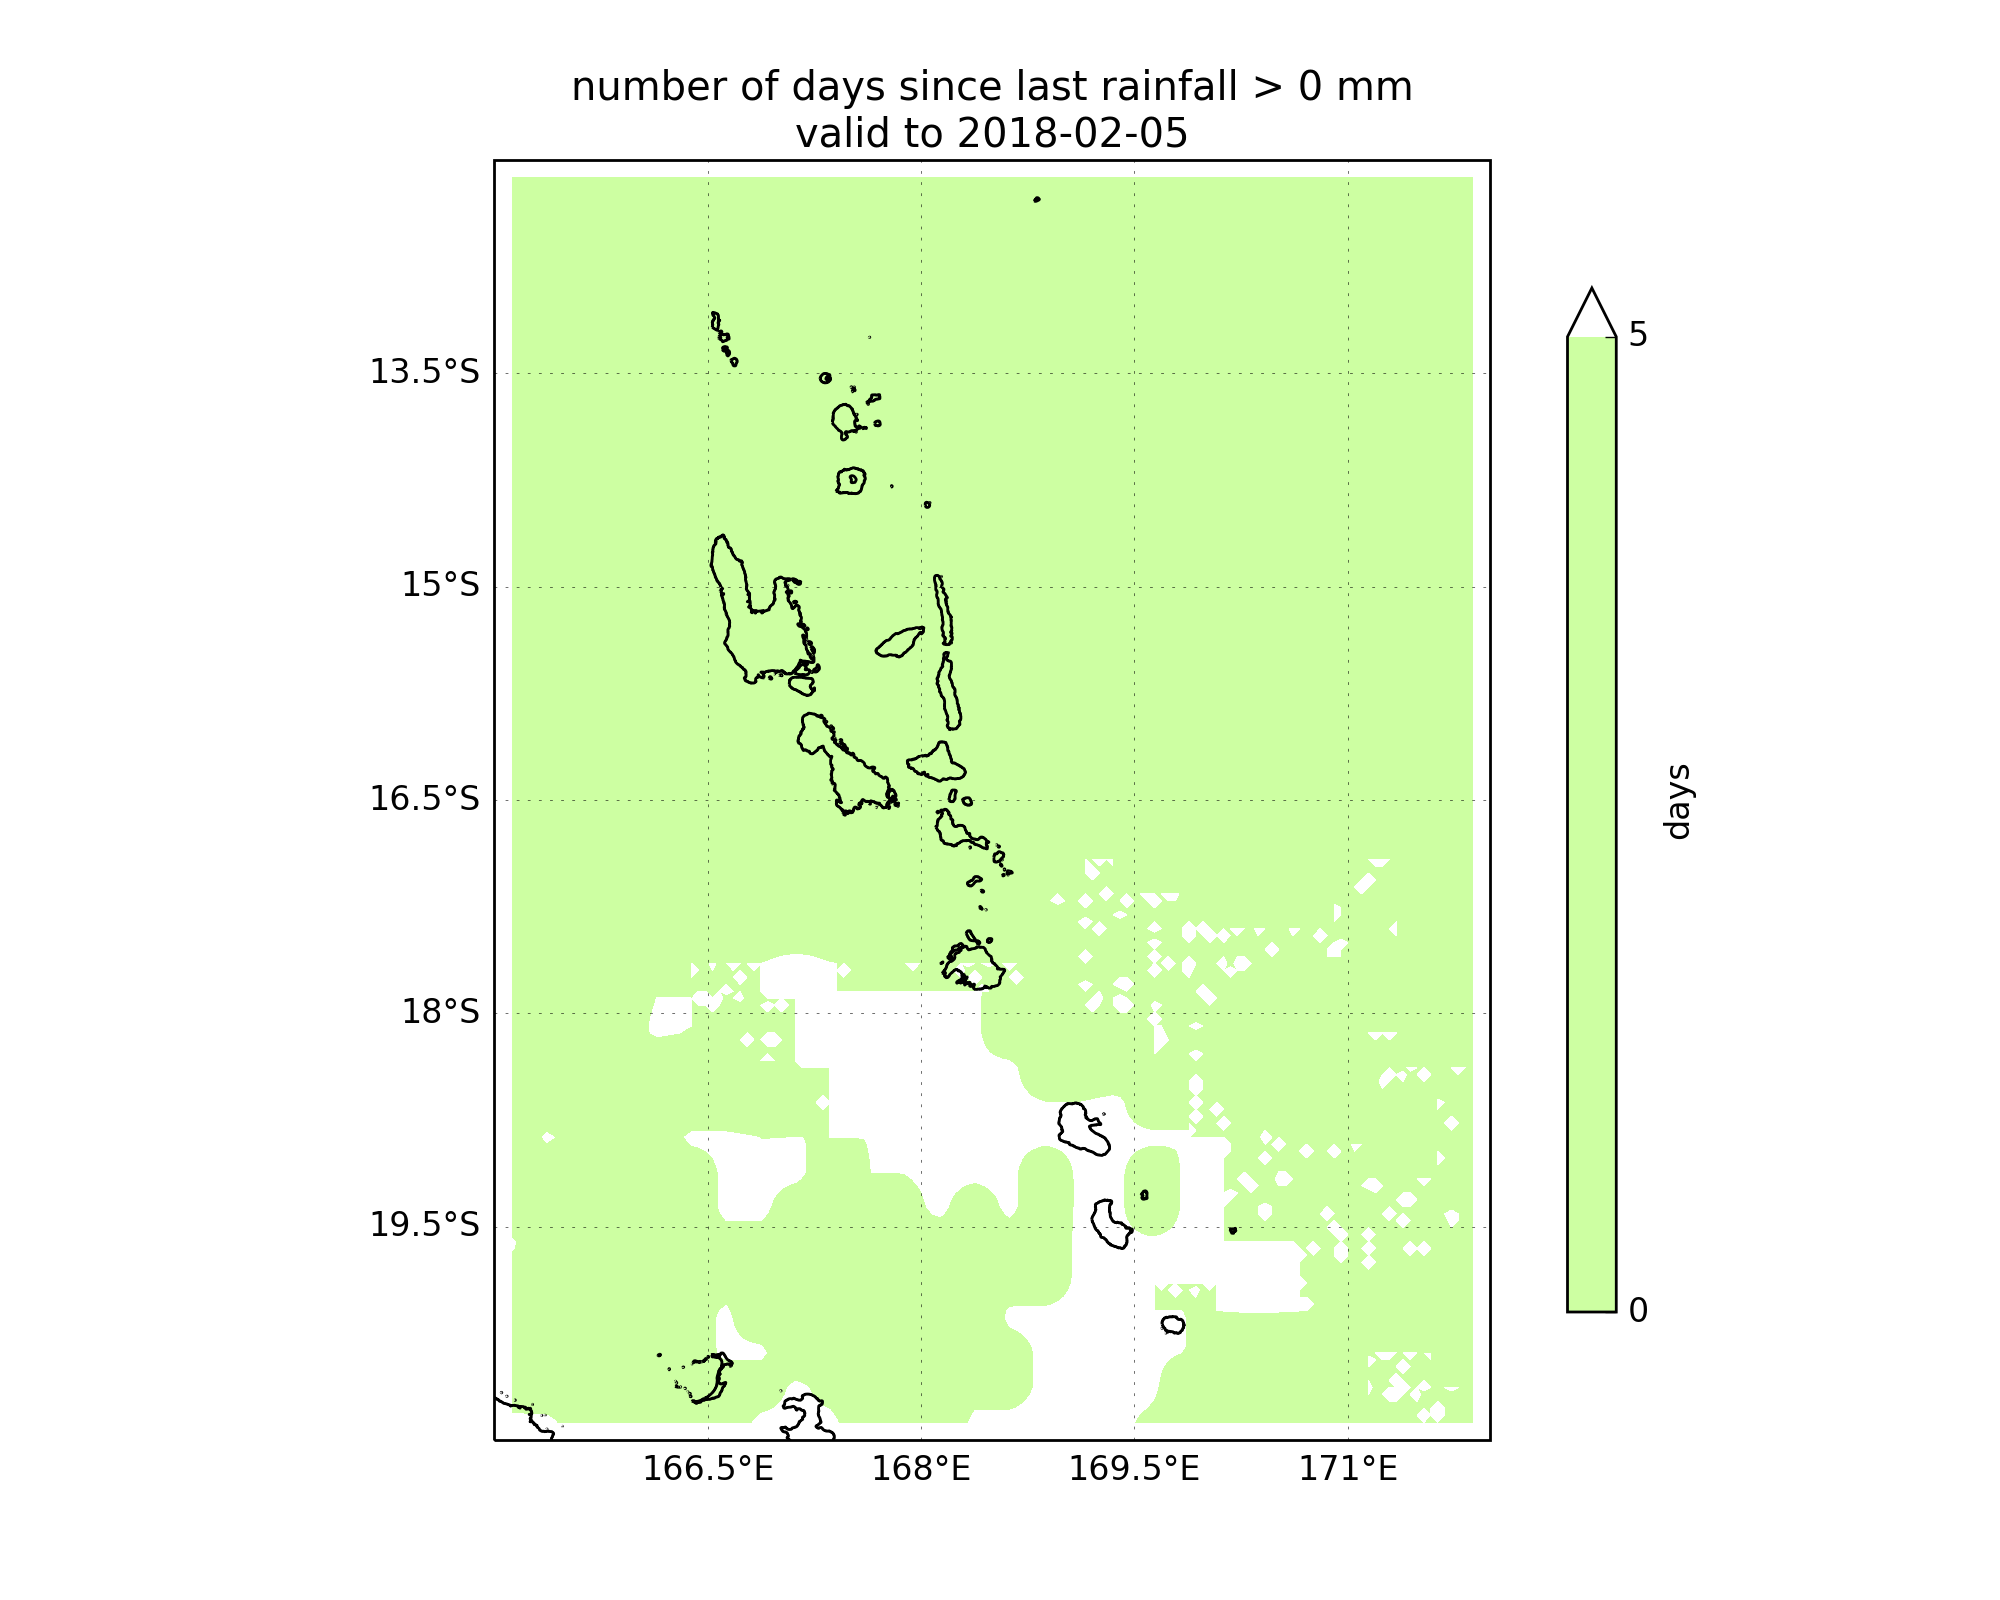 number of days since last rainfall > 0 mm
valid to 2018-02-05
13.5°S
15°S
16.5°S
18°S
19.5°S
166.5°E
168°E
169.5°E
171°E
5
0
days